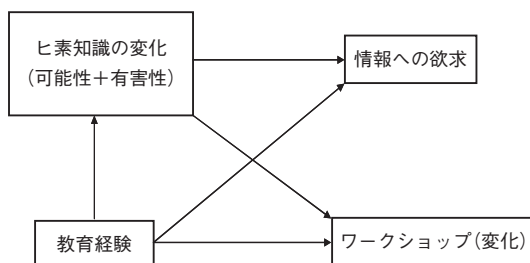 ヒ素知識の変化
(可能性＋有害性)
情報への欲求
教育経験
ワークショップ(変化)